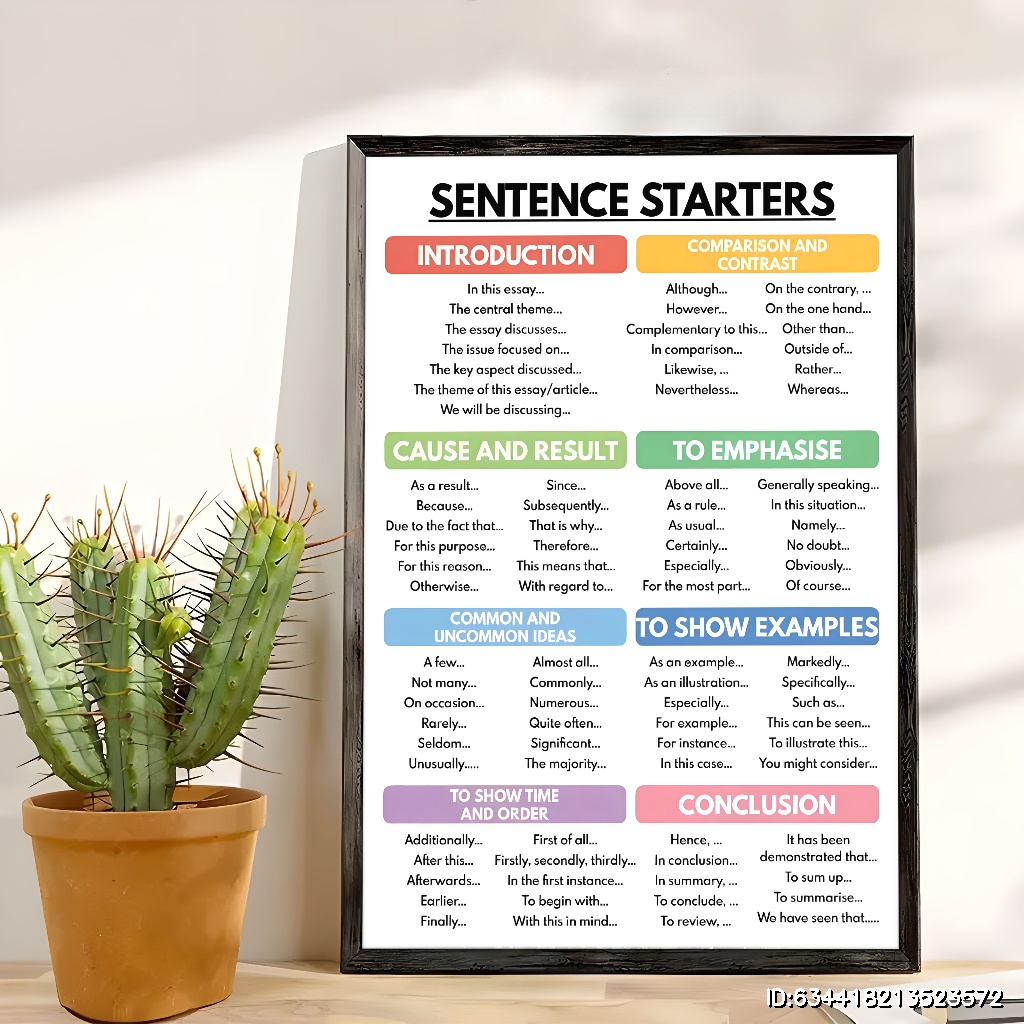 SENTENCE STARTERS
INTRODUCTION
In this essay...
The central theme...
The essay discusses...
The issue focused on...
The key aspect discussed...
The theme of this essay/article...
We will be discussing...
COMPARISON AND
CONTRAST
Although...
However...
Complementary to this...
In comparison...
Likewise, ...
Nevertheless...
On the contrary, ...
On the one hand...
Other than...
Outside of...
Rather...
Whereas...
CAUSE AND RESULT
As a result...
Because...
Due to the fact that...
For this purpose...
For this reason...
Otherwise...
Since...
Subsequently...
That is why...
Therefore...
This means that...
With regard to...
TO EMPHASISE
Above all...
As a rule...
As usual...
Certainly...
Especially...
For the most part...
Generally speaking...
In this situation...
Namely...
No doubt...
Obviously...
Of course...
COMMON AND
UNCOMMON IDEAS
A few...
Not many...
On occasion...
Rarely...
Seldom...
Unusually.....
Almost all...
Commonly...
Numerous...
Quite often...
Significant...
The majority...
TO SHOW EXAMPLES
As an example...
As an illustration...
Especially...
For example...
For instance...
In this case...
Markedly...
Specifically...
Such as...
This can be seen...
To illustrate this...
You might consider...
TO SHOW TIME
AND ORDER
Additionally...
After this...
Afterwards...
Earlier...
Finally...
First of all...
Firstly, secondly, thirdly...
In the first instance...
To begin with...
With this in mind...
CONCLUSION
Hence, ...
In conclusion...
In summary, ...
To conclude, ...
To review, ...
It has been
demonstrated that...
To sum up...
To summarise...
We have seen that.....
ID:634418213523572